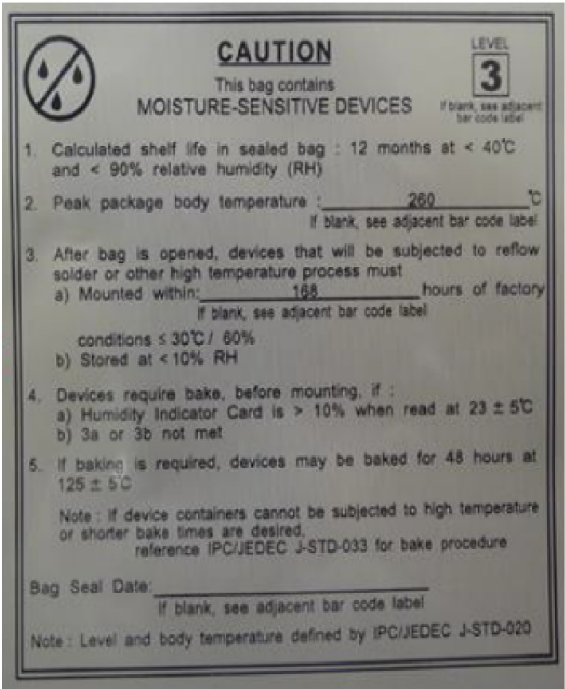 CAUTION
LEVEL
3
This bag contains
MOISTURE-SENSITIVE DEVICES
If blank, see adjacent
bar code label
1. Calculated shelf life in sealed bag : 12 months at < 40℃
and < 90% relative humidity (RH)
2. Peak package body temperature : 260 ℃
If blank, see adjacent bar code label
3. After bag is opened, devices that will be subjected to reflow
solder or other high temperature process must
a) Mounted within: 168 hours of factory
If blank, see adjacent bar code label
conditions ≤ 30℃/ 60%
b) Stored at <10% RH
4. Devices require bake, before mounting, if :
a) Humidity Indicator Card is > 10% when read at 23 ± 5℃
b) 3a or 3b not met
5. If baking is required, devices may be baked for 48 hours at
125 ± 5℃
Note : If device containers cannot be subjected to high temperature
or shorter bake times are desired,
reference IPC/JEDEC J-STD-033 for bake procedure
Bag Seal Date:
If blank, see adjacent bar code label
Note : Level and body temperature defined by IPC/JEDEC J-STD-020